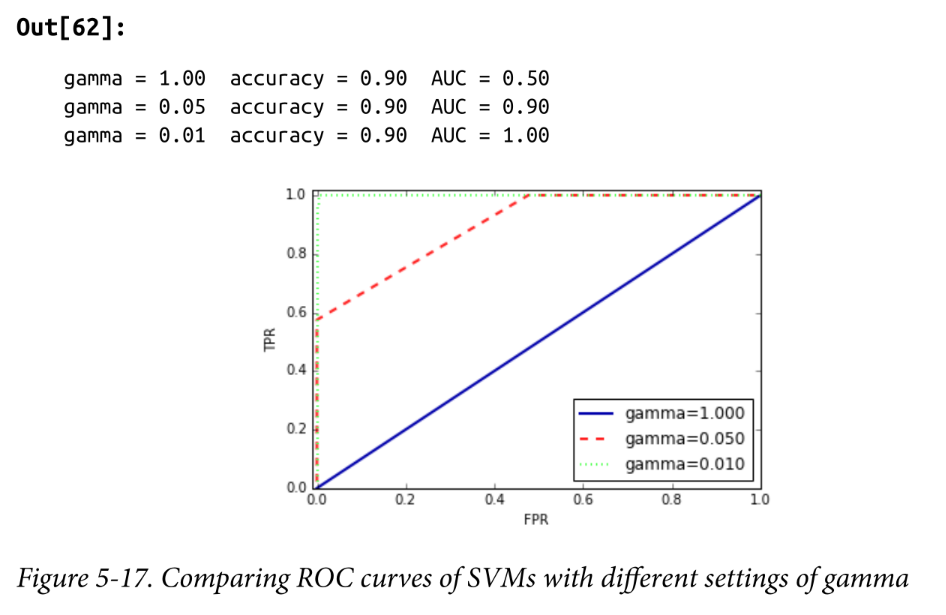 Out[62]:
gamma = 1.00  accuracy = 0.90  AUC = 0.50
gamma = 0.05  accuracy = 0.90  AUC = 0.90
gamma = 0.01  accuracy = 0.90  AUC = 1.00
1.0
0.8
0.6
0.4
0.2
0.0
TPR
gamma=1.000
gamma=0.050
gamma=0.010
0.0 0.2 0.4 0.6 0.8 1.0
FPR
Figure 5-17. Comparing ROC curves of SVMs with different settings of gamma